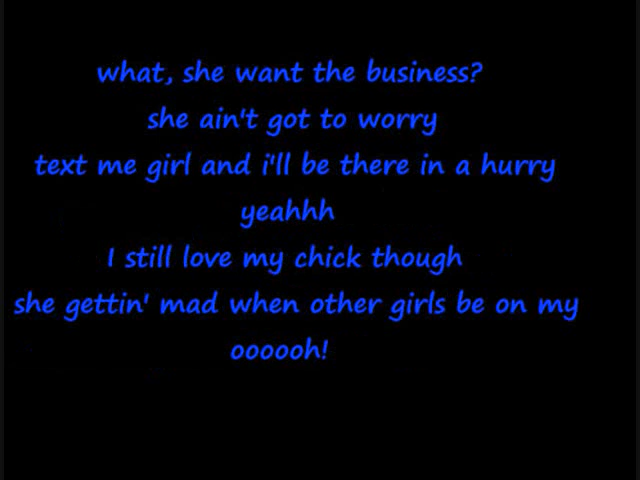 what, she want the business?
she ain't got to worry
text me girl and i'll be there in a hurry
yeahhh
I still love my chick though
she gettin' mad when other girls be on my
oooooh!